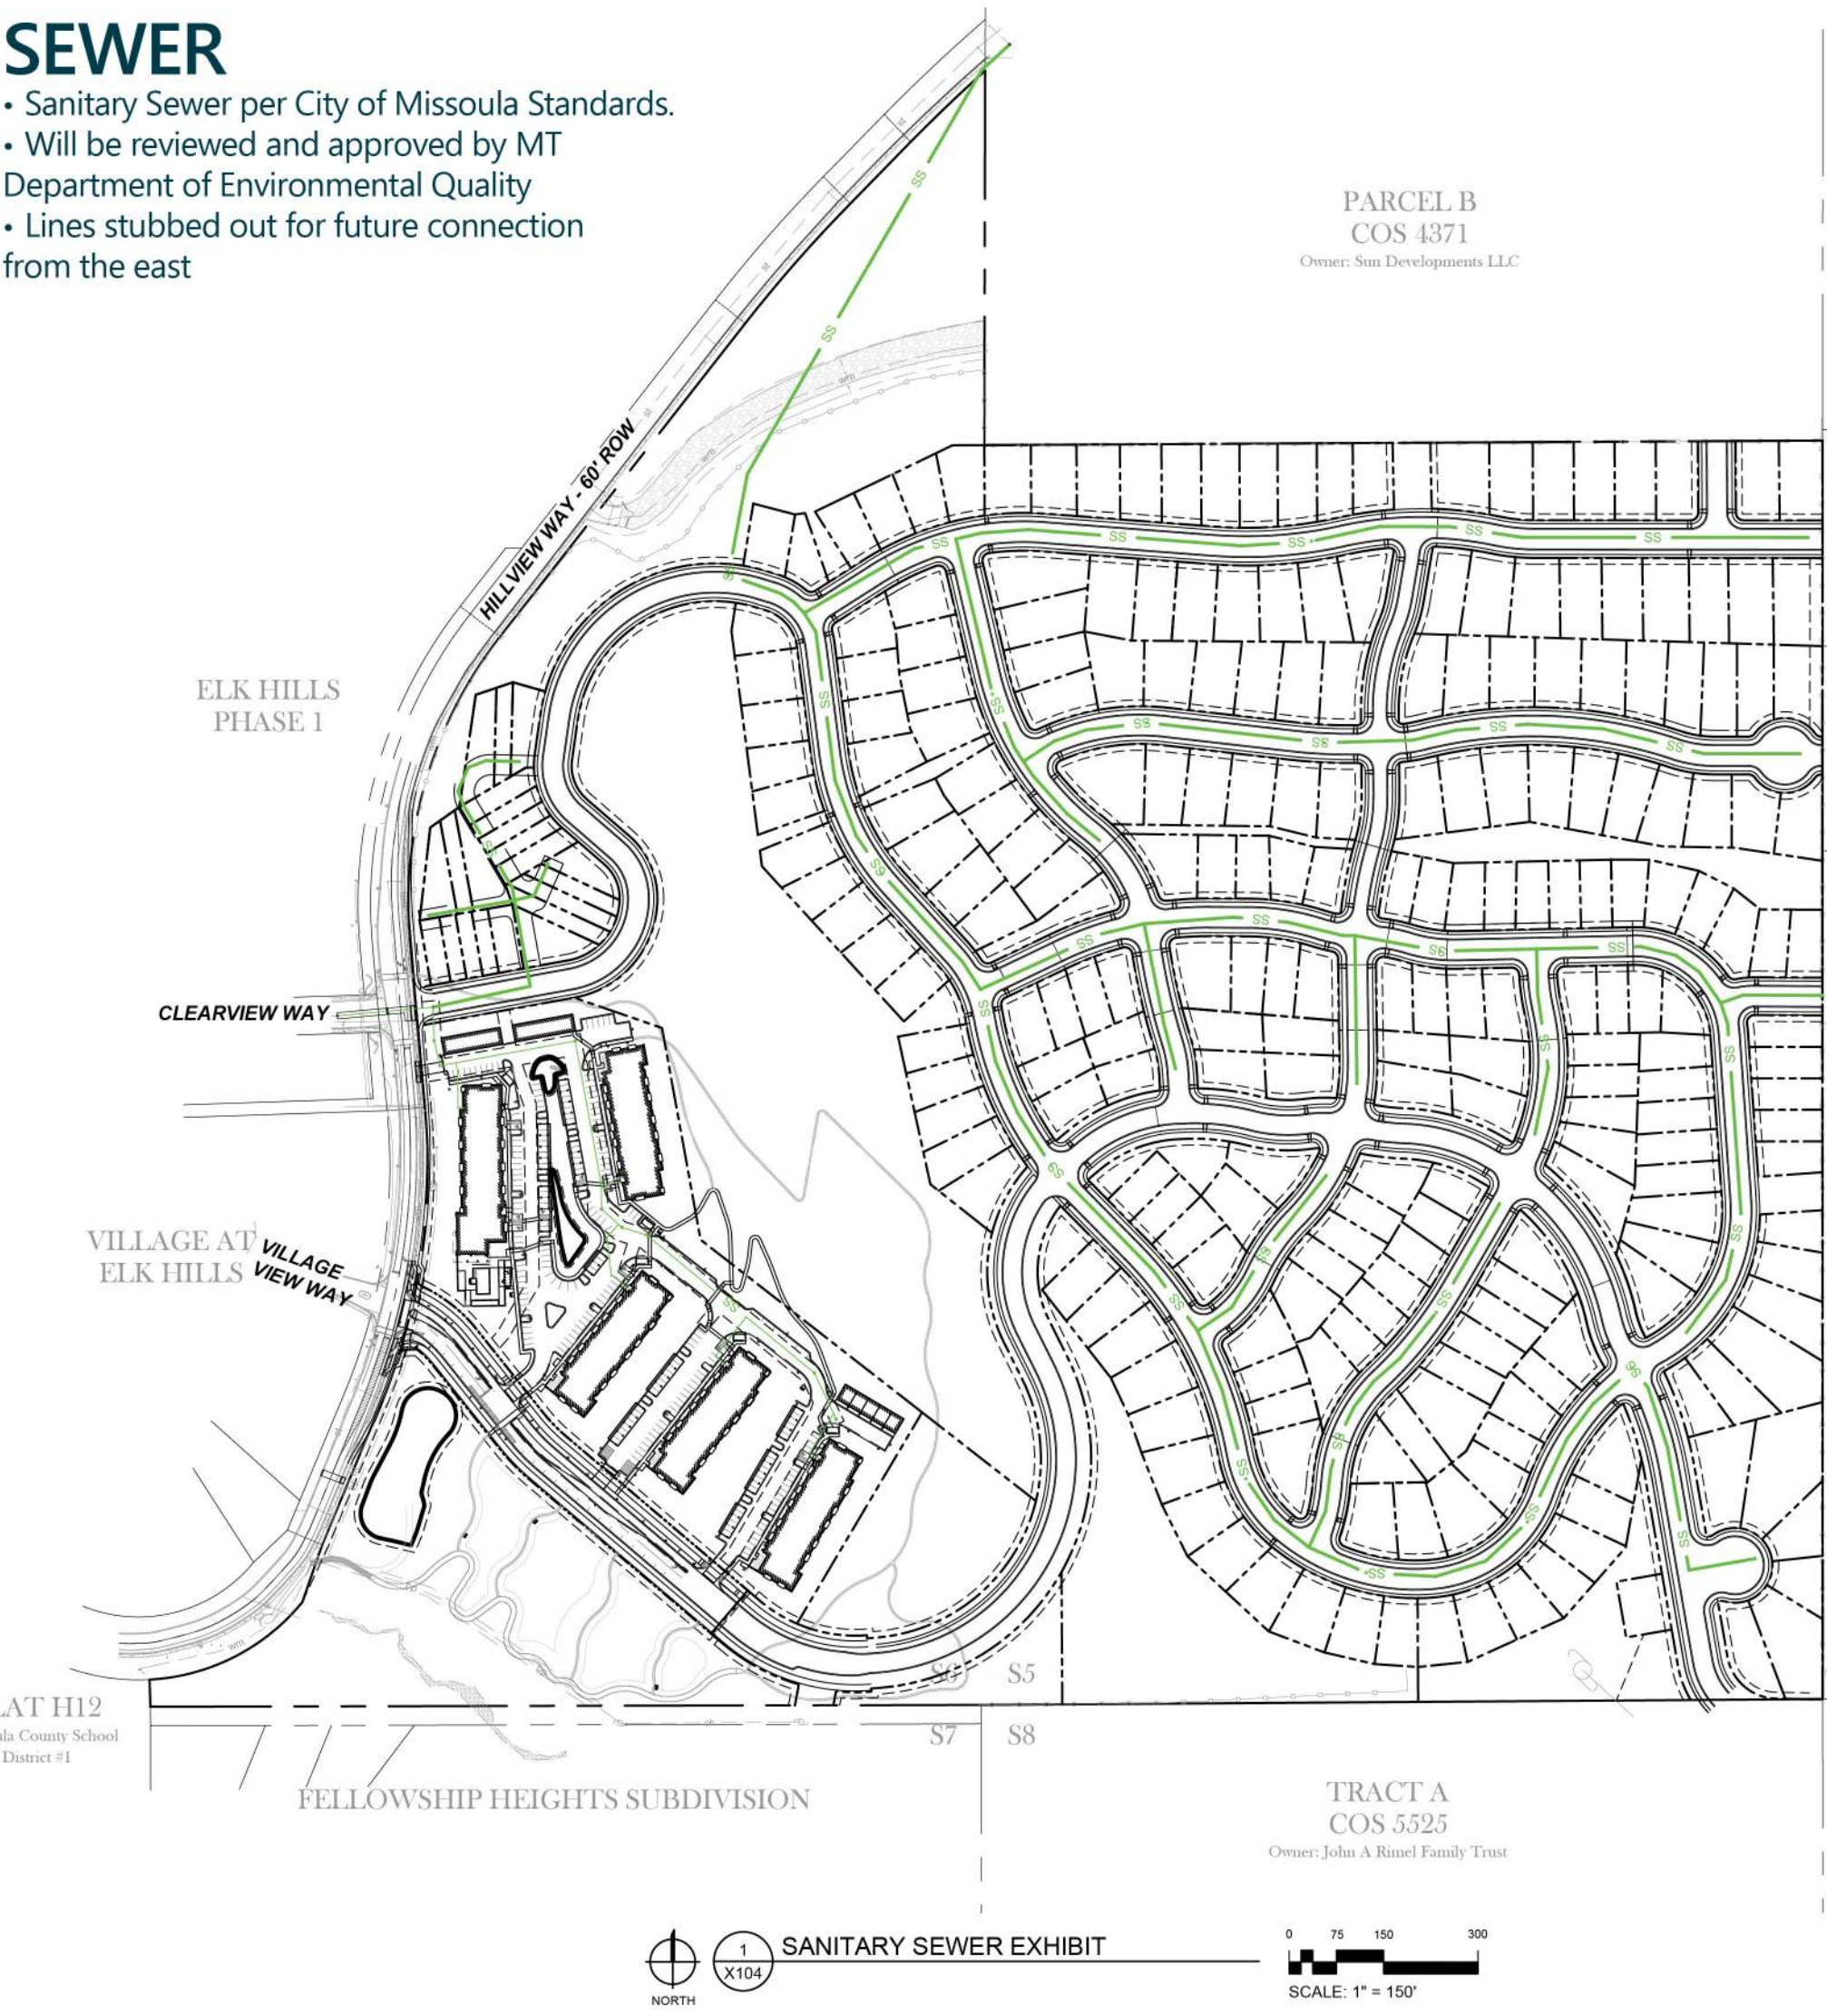 SEWER
• Sanitary Sewer per City of Missoula Standards.
• Will be reviewed and approved by MT
Department of Environmental Quality
• Lines stubbed out for future connection
from the east
PARCEL B
COS 4371
Owner: Sun Developments LLC
HILLVIEW WAY - 60' ROW
ELK HILLS
PHASE 1
CLEARVIEW WAY
VILLAGE AT
ELK HILLS
VILLAGE
VIEW WAY
S6
S5
S7
S8
AT H12
County School
District #1
FELLOWSHIP HEIGHTS SUBDIVISION
TRACT A
COS 5525
Owner: John A Rimel Family Trust
NORTH
1
X104
SANITARY SEWER EXHIBIT
0 75 150 300
SCALE: 1" = 150'